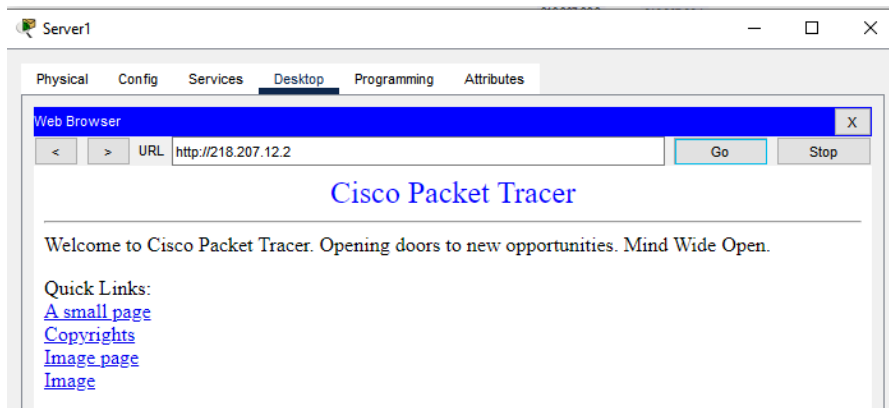 Server1
Physical Config Services Desktop Programming Attributes
Web Browser
X
< > URL http://218.207.12.2 Go Stop
Cisco Packet Tracer
Welcome to Cisco Packet Tracer. Opening doors to new opportunities. Mind Wide Open.
Quick Links:
A small page
Copyrights
Image page
Image